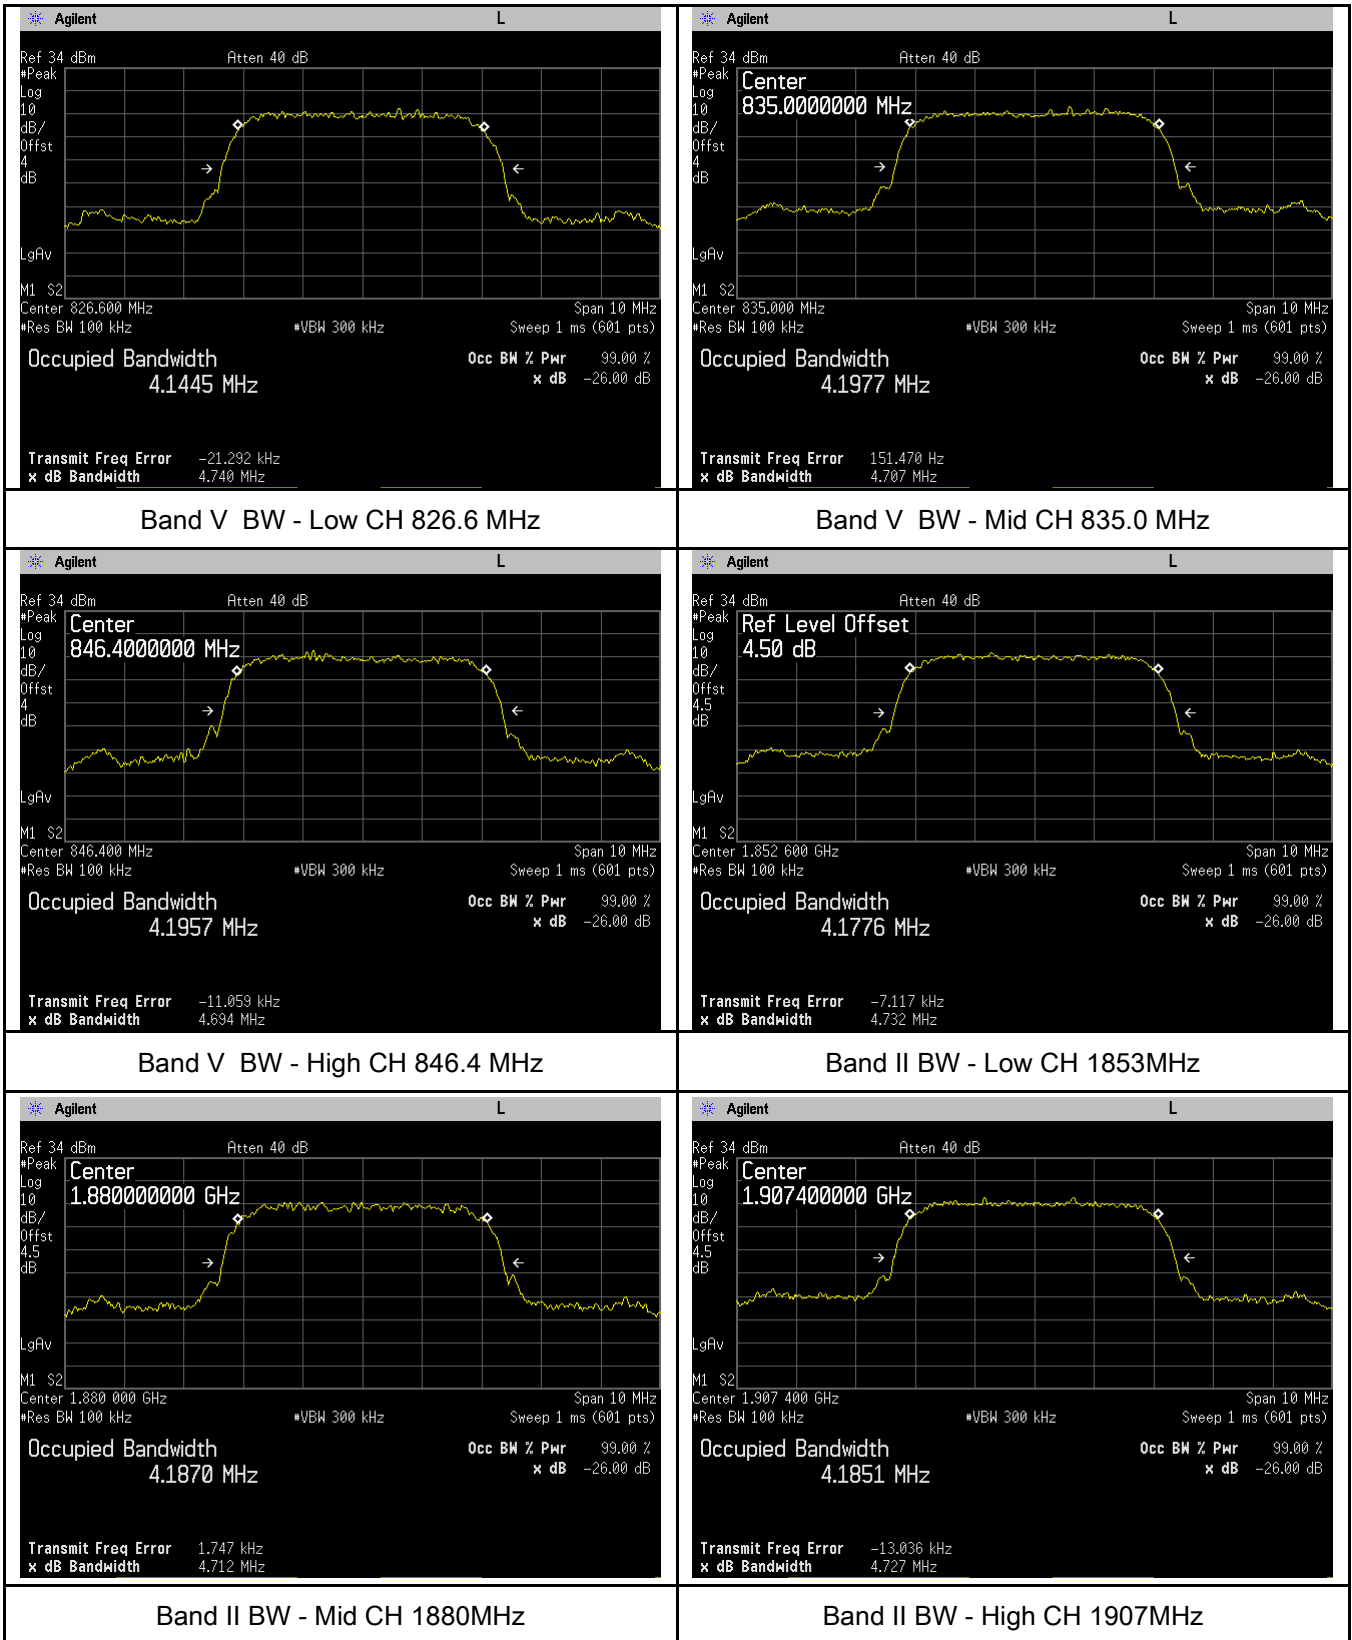 Agilent L
Ref 34 dBm Atten 40 dB
#Peak
Log
10
dB/
Offst
4
dB
LgAv
M1 S2
Center 826.600 MHz Span 10 MHz
#Res BW 100 kHz #VBW 300 kHz Sweep 1 ms (601 pts)
Occupied Bandwidth Occ BW % Pwr 99.00 %
4.1445 MHz x dB -26.00 dB
Transmit Freq Error -21.292 kHz
x dB Bandwidth 4.740 MHz
Band V BW - Low CH 826.6 MHz
Agilent L
Ref 34 dBm Atten 40 dB
#Peak
Log
10
dB/
Offst
4
dB
LgAv
M1 S2
Center
835.0000000 MHz
Center 835.000 MHz Span 10 MHz
#Res BW 100 kHz #VBW 300 kHz Sweep 1 ms (601 pts)
Occupied Bandwidth Occ BW % Pwr 99.00 %
4.1977 MHz x dB -26.00 dB
Transmit Freq Error 151.470 Hz
x dB Bandwidth 4.707 MHz
Band V BW - Mid CH 835.0 MHz
Agilent L
Ref 34 dBm Atten 40 dB
#Peak
Log
10
dB/
Offst
4
dB
LgAv
M1 S2
Center
846.4000000 MHz
Center 846.400 MHz Span 10 MHz
#Res BW 100 kHz #VBW 300 kHz Sweep 1 ms (601 pts)
Occupied Bandwidth Occ BW % Pwr 99.00 %
4.1957 MHz x dB -26.00 dB
Transmit Freq Error -11.059 kHz
x dB Bandwidth 4.694 MHz
Band V BW - High CH 846.4 MHz
Agilent L
Ref 34 dBm Atten 40 dB
#Peak
Log
10
dB/
Offst
4.5
dB
LgAv
M1 S2
Ref Level Offset
4.50 dB
Center 1.852 600 GHz Span 10 MHz
#Res BW 100 kHz #VBW 300 kHz Sweep 1 ms (601 pts)
Occupied Bandwidth Occ BW % Pwr 99.00 %
4.1776 MHz x dB -26.00 dB
Transmit Freq Error -7.117 kHz
x dB Bandwidth 4.732 MHz
Band II BW - Low CH 1853MHz
Agilent L
Ref 34 dBm Atten 40 dB
#Peak
Log
10
dB/
Offst
4.5
dB
LgAv
M1 S2
Center
1.880000000 GHz
Center 1.880 000 GHz Span 10 MHz
#Res BW 100 kHz #VBW 300 kHz Sweep 1 ms (601 pts)
Occupied Bandwidth Occ BW % Pwr 99.00 %
4.1870 MHz x dB -26.00 dB
Transmit Freq Error 1.747 kHz
x dB Bandwidth 4.712 MHz
Band II BW - Mid CH 1880MHz
Agilent L
Ref 34 dBm Atten 40 dB
#Peak
Log
10
dB/
Offst
4.5
dB
LgAv
M1 S2
Center
1.907400000 GHz
Center 1.907 400 GHz Span 10 MHz
#Res BW 100 kHz #VBW 300 kHz Sweep 1 ms (601 pts)
Occupied Bandwidth Occ BW % Pwr 99.00 %
4.1851 MHz x dB -26.00 dB
Transmit Freq Error -13.036 kHz
x dB Bandwidth 4.727 MHz
Band II BW - High CH 1907MHz